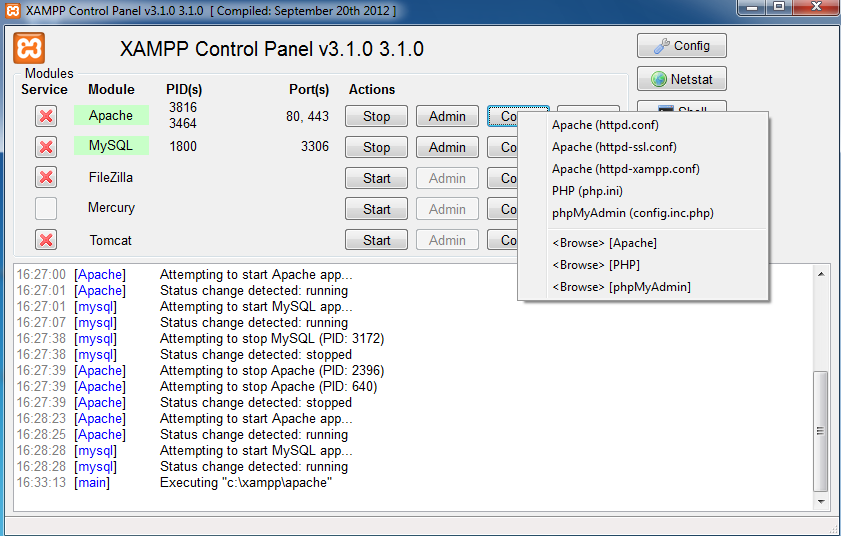 XAMPP Control Panel v3.1.0 3.1.0 [ Compiled: September 20th 2012 ]
XAMPP Control Panel v3.1.0 3.1.0
Config
Modules
Service Module PID(s) Port(s) Actions
Netstat
Shell
Apache 3816 3464 80, 443 Stop Admin Co
MySQL 1800 3306 Stop Admin Co
FileZilla Start Admin Co
Mercury Start Admin Co
Tomcat Start Admin Co
Apache (httpd.conf)
Apache (httpd-ssl.conf)
Apache (httpd-xampp.conf)
PHP (php.ini)
phpMyAdmin (config.inc.php)
<Browse> [Apache]
<Browse> [PHP]
<Browse> [phpMyAdmin]
16:27:00 [Apache] Attempting to start Apache app...
16:27:01 [Apache] Status change detected: running
16:27:01 [mysql] Attempting to start MySQL app...
16:27:07 [mysql] Status change detected: running
16:27:38 [mysql] Attempting to stop MySQL (PID: 3172)
16:27:38 [mysql] Status change detected: stopped
16:27:39 [Apache] Attempting to stop Apache (PID: 2396)
16:27:39 [Apache] Attempting to stop Apache (PID: 640)
16:27:39 [Apache] Status change detected: stopped
16:28:23 [Apache] Attempting to start Apache app...
16:28:25 [Apache] Status change detected: running
16:28:28 [mysql] Attempting to start MySQL app...
16:28:28 [mysql] Status change detected: running
16:33:13 [main] Executing "c:\xampp\apache"